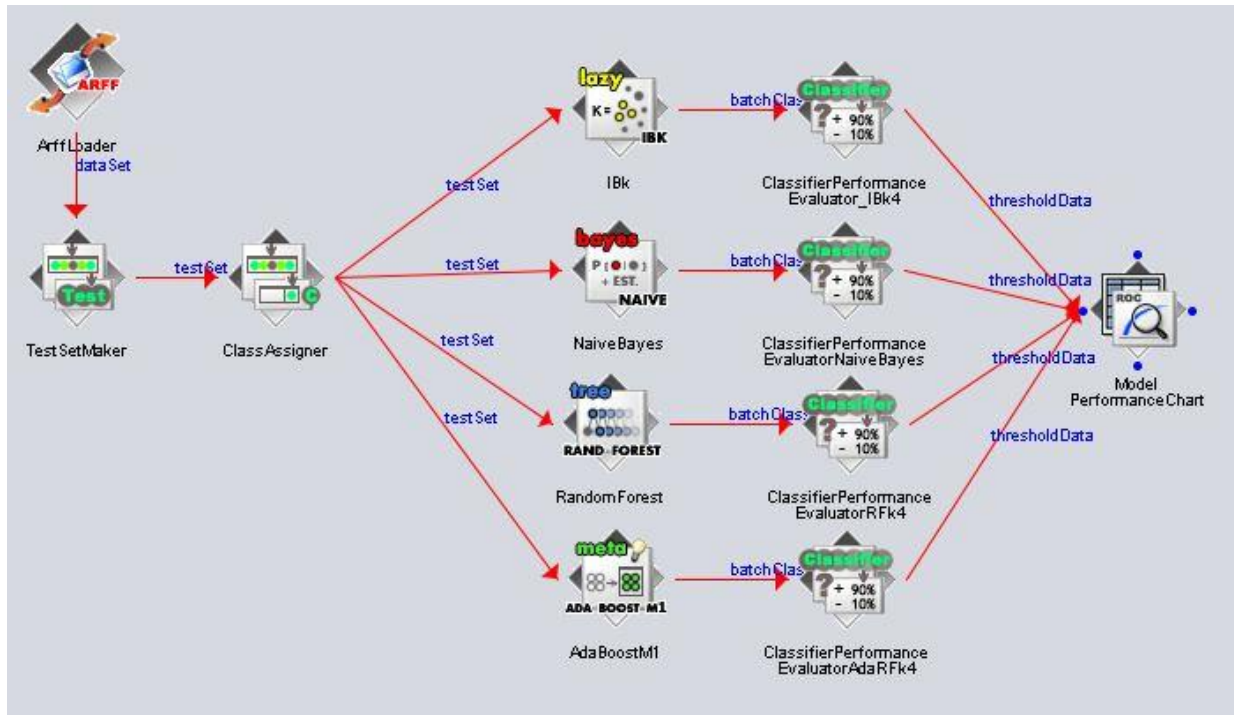 ARFF
ArffLoader
dataSet
Test
TestSetMaker
testSet
C
ClassAssigner
testSet
testSet
testSet
testSet
lazy
K=
IBK
IBk
batchClas
Classifier
? + 90%
- 10%
ClassifierPerformance
Evaluator_IBk4
thresholdData
bayes
P [ | ]
+ EST.
NAIVE
NaiveBayes
batchClas
Classifier
? + 90%
- 10%
ClassifierPerformance
EvaluatorNaiveBayes
thresholdData
tree
RAND FOREST
RandomForest
batchClas
Classifier
? + 90%
- 10%
ClassifierPerformance
EvaluatorRFk4
thresholdData
meta
ADA BOOST M1
AdaBoostM1
batchClas
Classifier
? + 90%
- 10%
ClassifierPerformance
EvaluatorAdaRFk4
thresholdData
ROC
Model
PerformanceChart